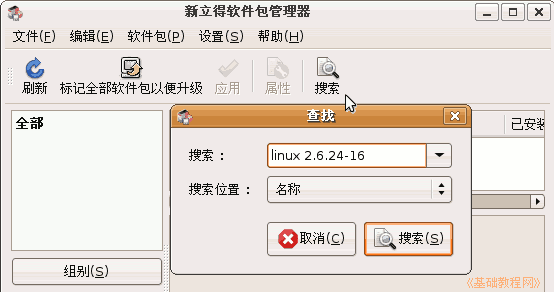 新立得软件包管理器
文件(F) 编辑(E) 软件包(P) 设置(S) 帮助(H)
刷新 标记全部软件包以便升级 应用 属性 搜索
全部
已安装
查找
搜索：
linux 2.6.24-16
搜索位置：
名称
取消(C) 搜索(S)
组别(S)
《基础教程网》